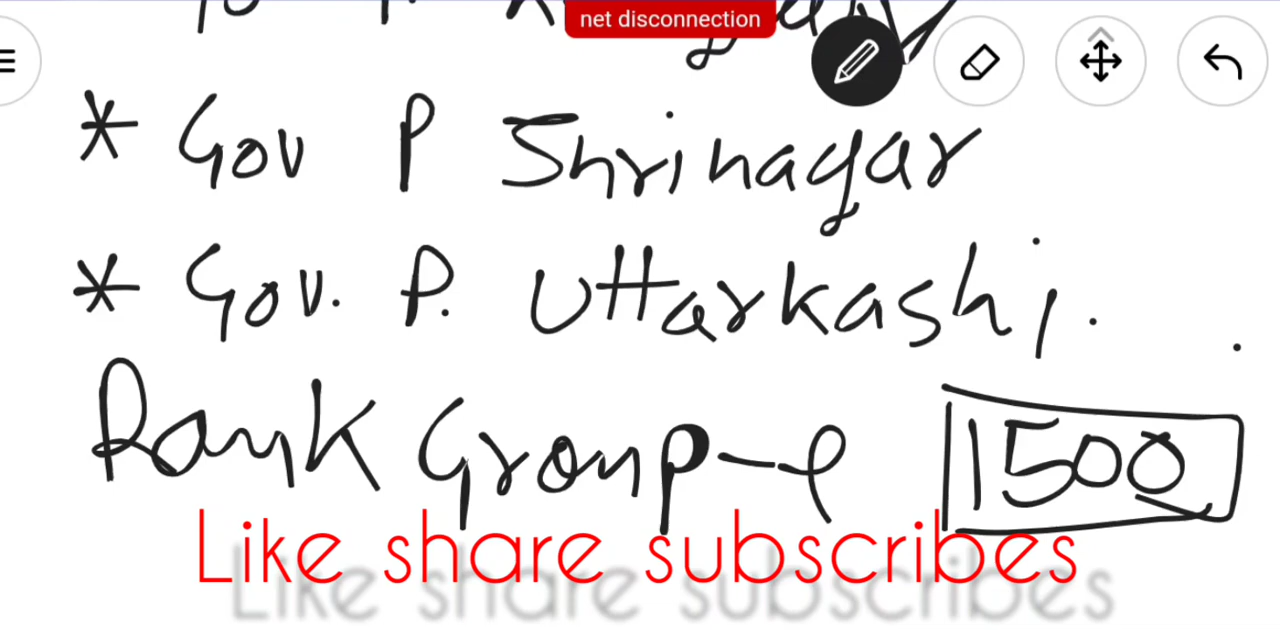 net disconnection
* Gov P Shrinagar
* Gov. P. Uttarkashi.
Rank Group-e 1500
Like share subscribes